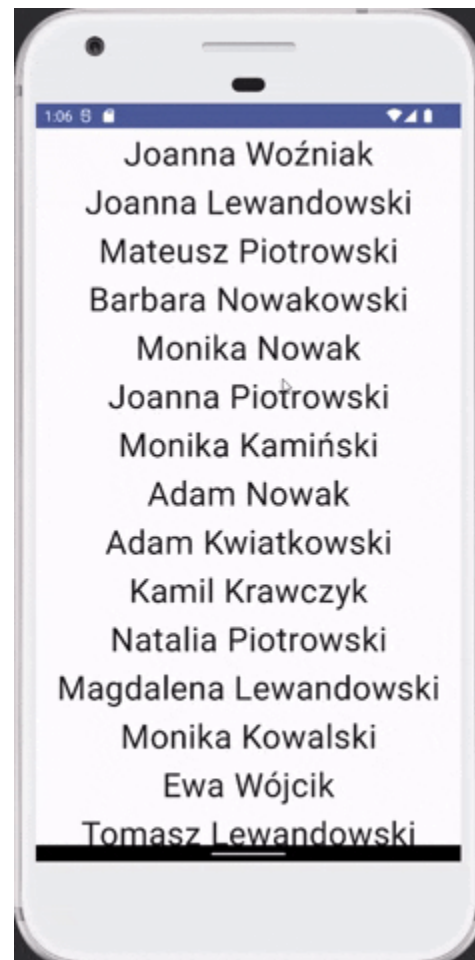 1:06
Joanna Woźniak
Joanna Lewandowski
Mateusz Piotrowski
Barbara Nowakowski
Monika Nowak
Joanna Piotrowski
Monika Kamiński
Adam Nowak
Adam Kwiatkowski
Kamil Krawczyk
Natalia Piotrowski
Magdalena Lewandowski
Monika Kowalski
Ewa Wójcik
Tomasz Lewandowski